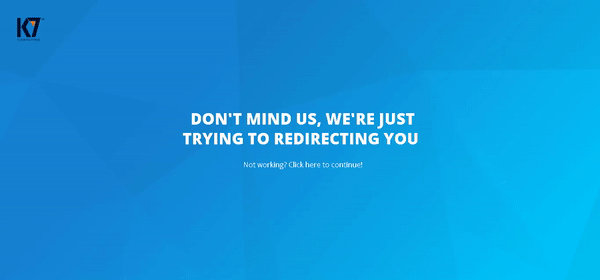 K7
DON'T MIND US, WE'RE JUST
TRYING TO REDIRECTING YOU
Not working? Click here to continue!